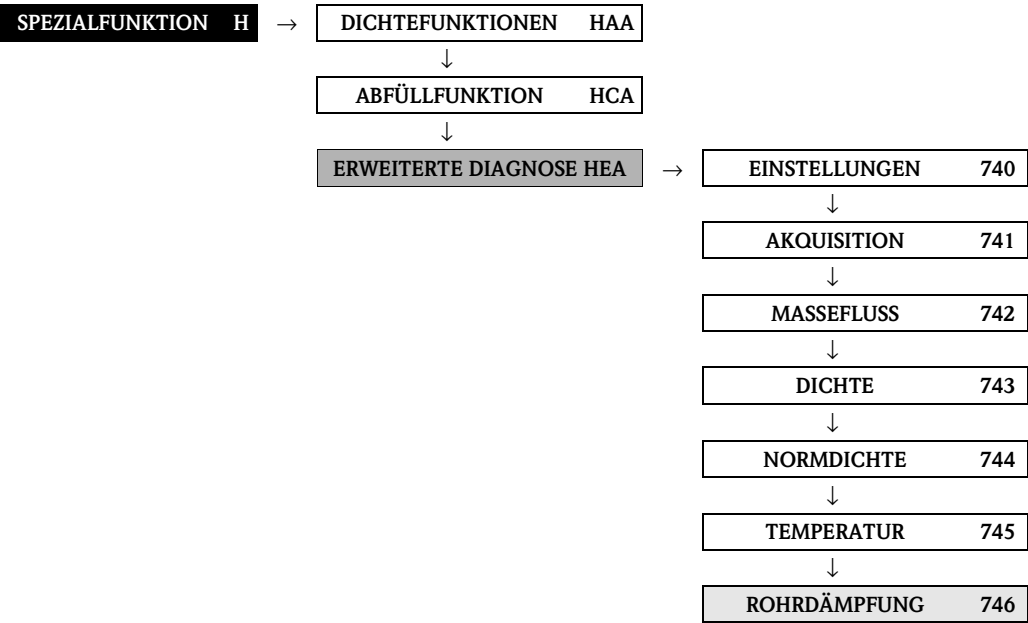 SPEZIALFUNKTION H → DICHTEFUNKTIONEN HAA
↓
ABFÜLLFUNKTION HCA
↓
ERWEITERTE DIAGNOSE HEA → EINSTELLUNGEN 740
↓
AKQUISITION 741
↓
MASSEFLUSS 742
↓
DICHTE 743
↓
NORMDICHTE 744
↓
TEMPERATUR 745
↓
ROHRDÄMPFUNG 746